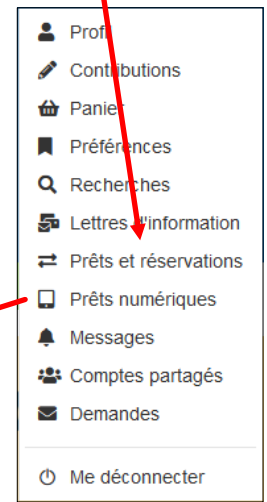 Profil
Contributions
Panier
Préférences
Recherches
Lettres d'information
Prêts et réservations
Prêts numériques
Messages
Comptes partagés
Demandes
Me déconnecter